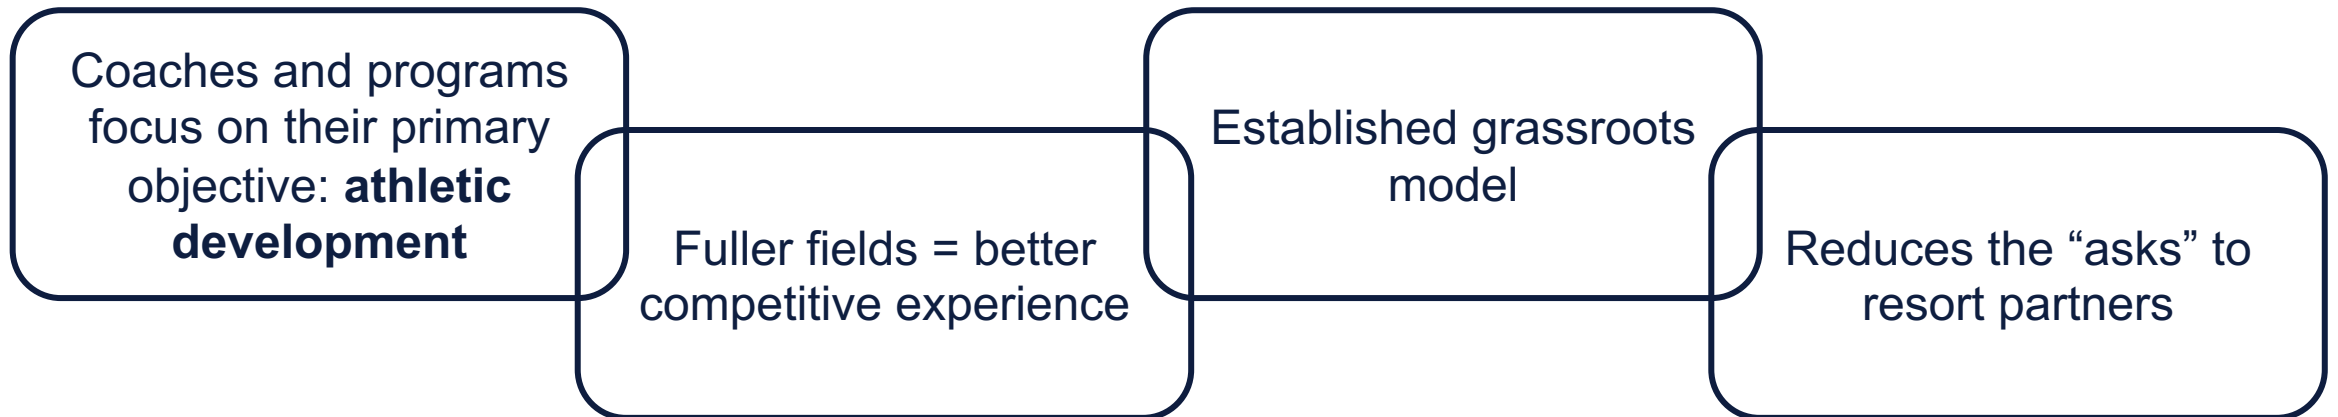 Coaches and programs
focus on their primary
objective: athletic
development
Fuller fields = better
competitive experience
Established grassroots
model
Reduces the “asks” to
resort partners